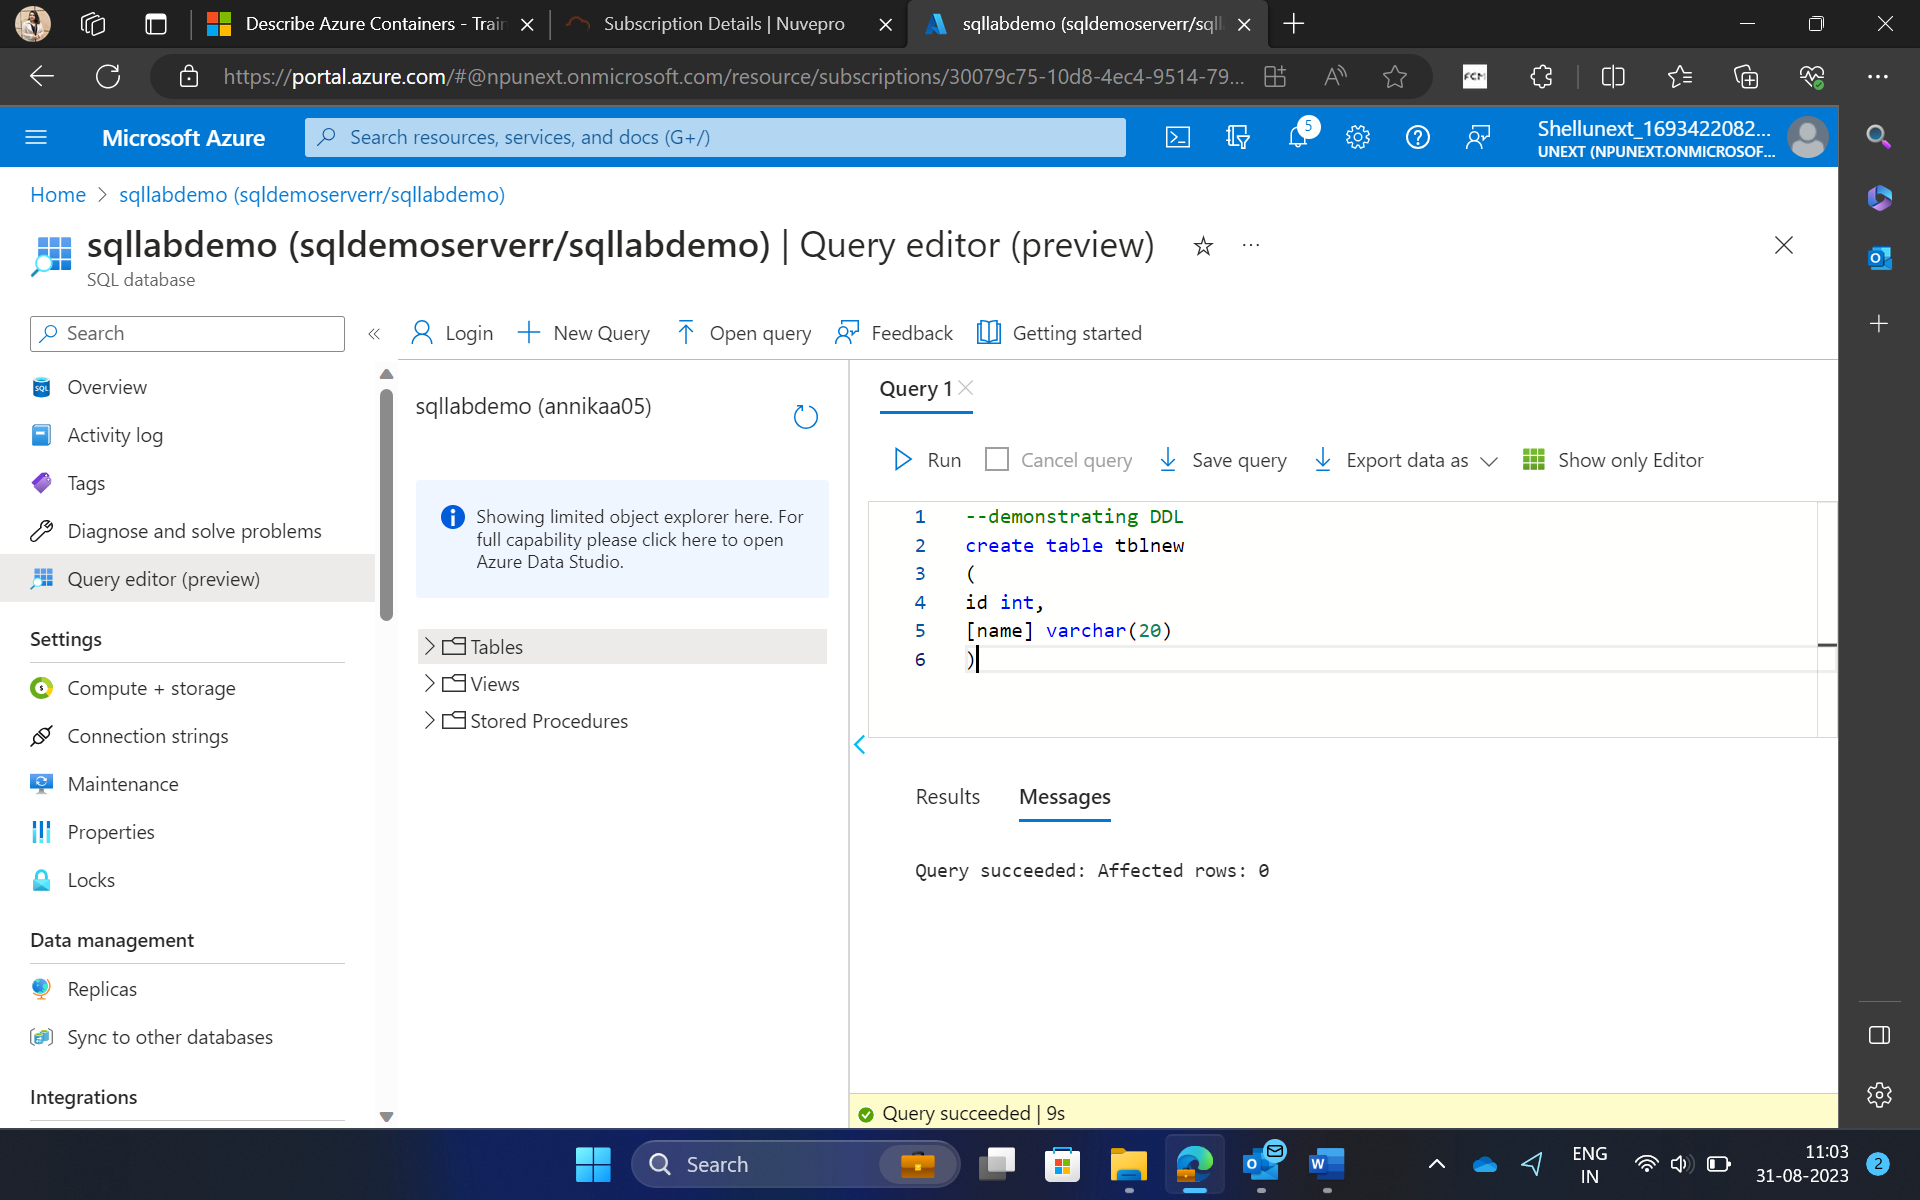 Describe Azure Containers - Train
Subscription Details | Nuvepro
sqllabdemo (sqldemoserverr/sqll
https://portal.azure.com/#@npunext.onmicrosoft.com/resource/subscriptions/30079c75-10d8-4ec4-9514-79...
FCM
Microsoft Azure
Search resources, services, and docs (G+/)
5
Shellunext_1693422082...
UNEXT (NPUNEXT.ONMICROSOF...
Home > sqllabdemo (sqldemoserverr/sqllabdemo)
sqllabdemo (sqldemoserverr/sqllabdemo) | Query editor (preview)
SQL database
Search
Overview
Activity log
Tags
Diagnose and solve problems
Query editor (preview)
Settings
Compute + storage
Connection strings
Maintenance
Properties
Locks
Data management
Replicas
Sync to other databases
Integrations
Login
New Query
Open query
Feedback
Getting started
sqllabdemo (annikaa05)
Showing limited object explorer here. For
full capability please click here to open
Azure Data Studio.
Tables
Views
Stored Procedures
Query 1
Run
Cancel query
Save query
Export data as
Show only Editor
1 --demonstrating DDL
2 create table tblnew
3 (
4 id int,
5 [name] varchar(20)
6 )
Results
Messages
Query succeeded: Affected rows: 0
Query succeeded | 9s
Search
ENG
IN
11:03
31-08-2023
2